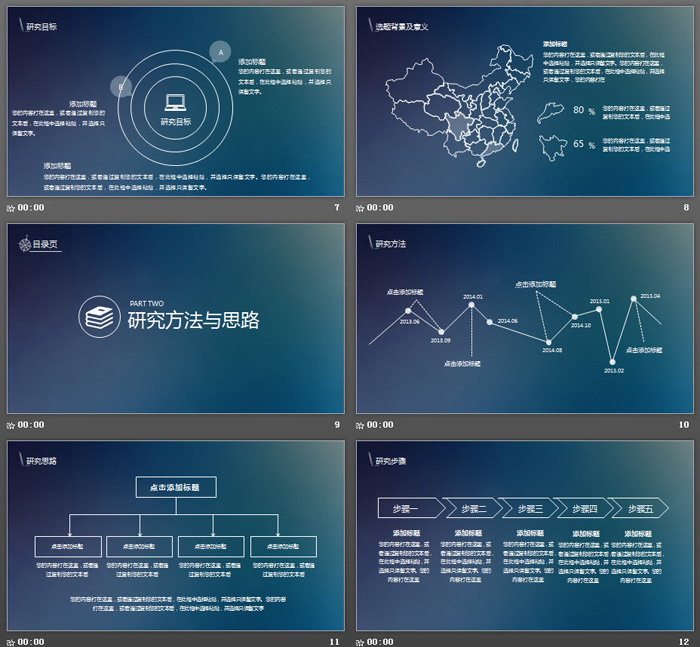 研究目标
A
添加标题
您的内容打在这里，或者通过复制您的
文本后，在此框中选择粘贴，并选择只
保留文字。
B
研究目标
添加标题
您的内容打在这里，或者通过复制您的
文本后，在此框中选择粘贴，并选择只
保留文字。
添加标题
您的内容打在这里，或者通过复制您的文本后，在此框中选择粘贴，并选择只保留文字。您的内容打在这里，
或者通过复制您的文本后，在此框中选择粘贴，并选择只保留文字。
00:00
7
选题背景及意义
添加标题
您的内容打在这里，或者通过复制您的文本后，在此框
中选择粘贴，并选择只保留文字。您的内容打在这里，
或者通过复制您的文本后，在此框中选择粘贴，并选择
只保留文字。您的内容打在
80 %
您的内容打在这里，或者通过
复制您的文本后，在此框中选
65 %
您的内容打在这里，或者通过
复制您的文本后，在此框中选
00:00
8
目录页
PART TWO
研究方法与思路
00:00
9
研究方法
点击添加标题
2013.06
2013.09
2014.01
点击添加标题
2014.06
点击添加标题
2014.08
2014.10
2015.01
2015.02
2015.04
点击添加标题
00:00
10
研究思路
点击添加标题
点击添加标题
点击添加标题
点击添加标题
点击添加标题
您的内容打在这里，或者通
过复制您的文本后
您的内容打在这里，或者通
过复制您的文本后
您的内容打在这里，或者通
过复制您的文本后
您的内容打在这里，或者通
过复制您的文本后
您的内容打在这里，或者通过复制您的文本后，在此框中选择粘贴，并选择只保留文字。您的内容
打在这里，或者通过复制您的文本后，在此框中选择粘贴，并选择只保留文字
00:00
11
研究步骤
步骤一
步骤二
步骤三
步骤四
步骤五
添加标题
您的内容打在这里，或
者通过复制您的文本后，
在此框中选择粘贴，并
选择只保留文字。您的
内容打在这里
添加标题
您的内容打在这里，或
者通过复制您的文本后，
在此框中选择粘贴，并
选择只保留文字。您的
内容打在这里
添加标题
您的内容打在这里，或
者通过复制您的文本后，
在此框中选择粘贴，并
选择只保留文字。您的
内容打在这里
添加标题
您的内容打在这里，或
者通过复制您的文本后，
在此框中选择粘贴，并
选择只保留文字。您的
内容打在这里
添加标题
您的内容打在这里，或
者通过复制您的文本后，
在此框中选择粘贴，并
选择只保留文字。您的
内容打在这里
00:00
12